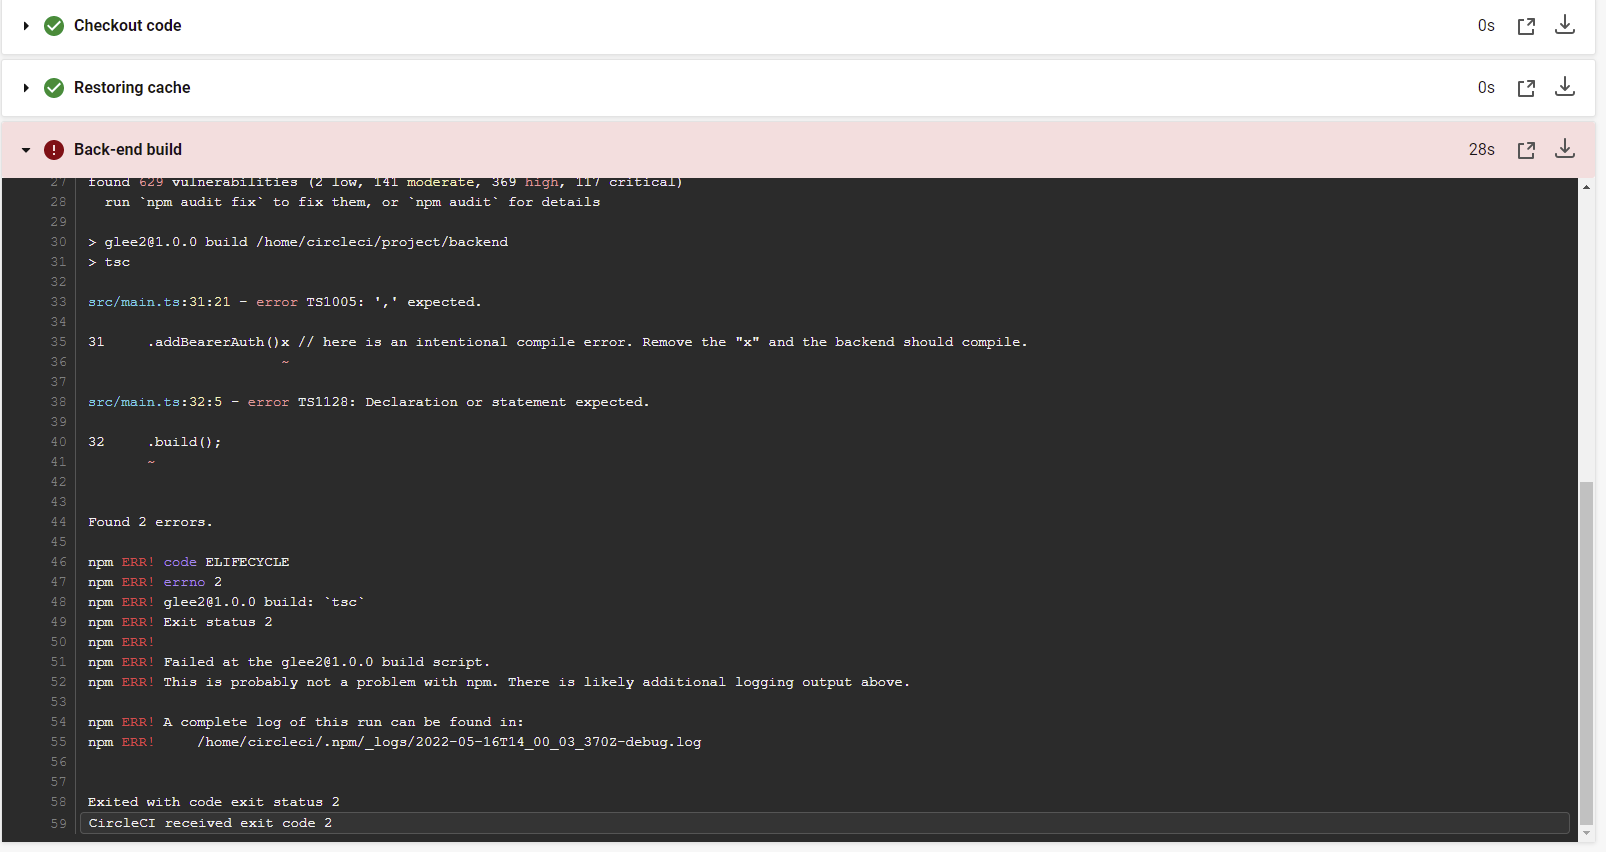 Checkout code 0s
Restoring cache 0s
Back-end build 28s
27 found 629 vulnerabilities (2 low, 141 moderate, 369 high, 117 critical)
28 run `npm audit fix` to fix them, or `npm audit` for details
29
30 > glee2@1.0.0 build /home/circleci/project/backend
31 > tsc
32
33 src/main.ts:31:21 - error TS1005: ',' expected.
34
35 31 .addBearerAuth()x // here is an intentional compile error. Remove the "x" and the backend should compile.
36 ~
37
38 src/main.ts:32:5 - error TS1128: Declaration or statement expected.
39
40 32 .build();
41 ~
42
43
44 Found 2 errors.
45
46 npm ERR! code ELIFECYCLE
47 npm ERR! errno 2
48 npm ERR! glee2@1.0.0 build: `tsc`
49 npm ERR! Exit status 2
50 npm ERR!
51 npm ERR! Failed at the glee2@1.0.0 build script.
52 npm ERR! This is probably not a problem with npm. There is likely additional logging output above.
53
54 npm ERR! A complete log of this run can be found in:
55 npm ERR! /home/circleci/.npm/_logs/2022-05-16T14_00_03_370Z-debug.log
56
57
58 Exited with code exit status 2
59 CircleCI received exit code 2